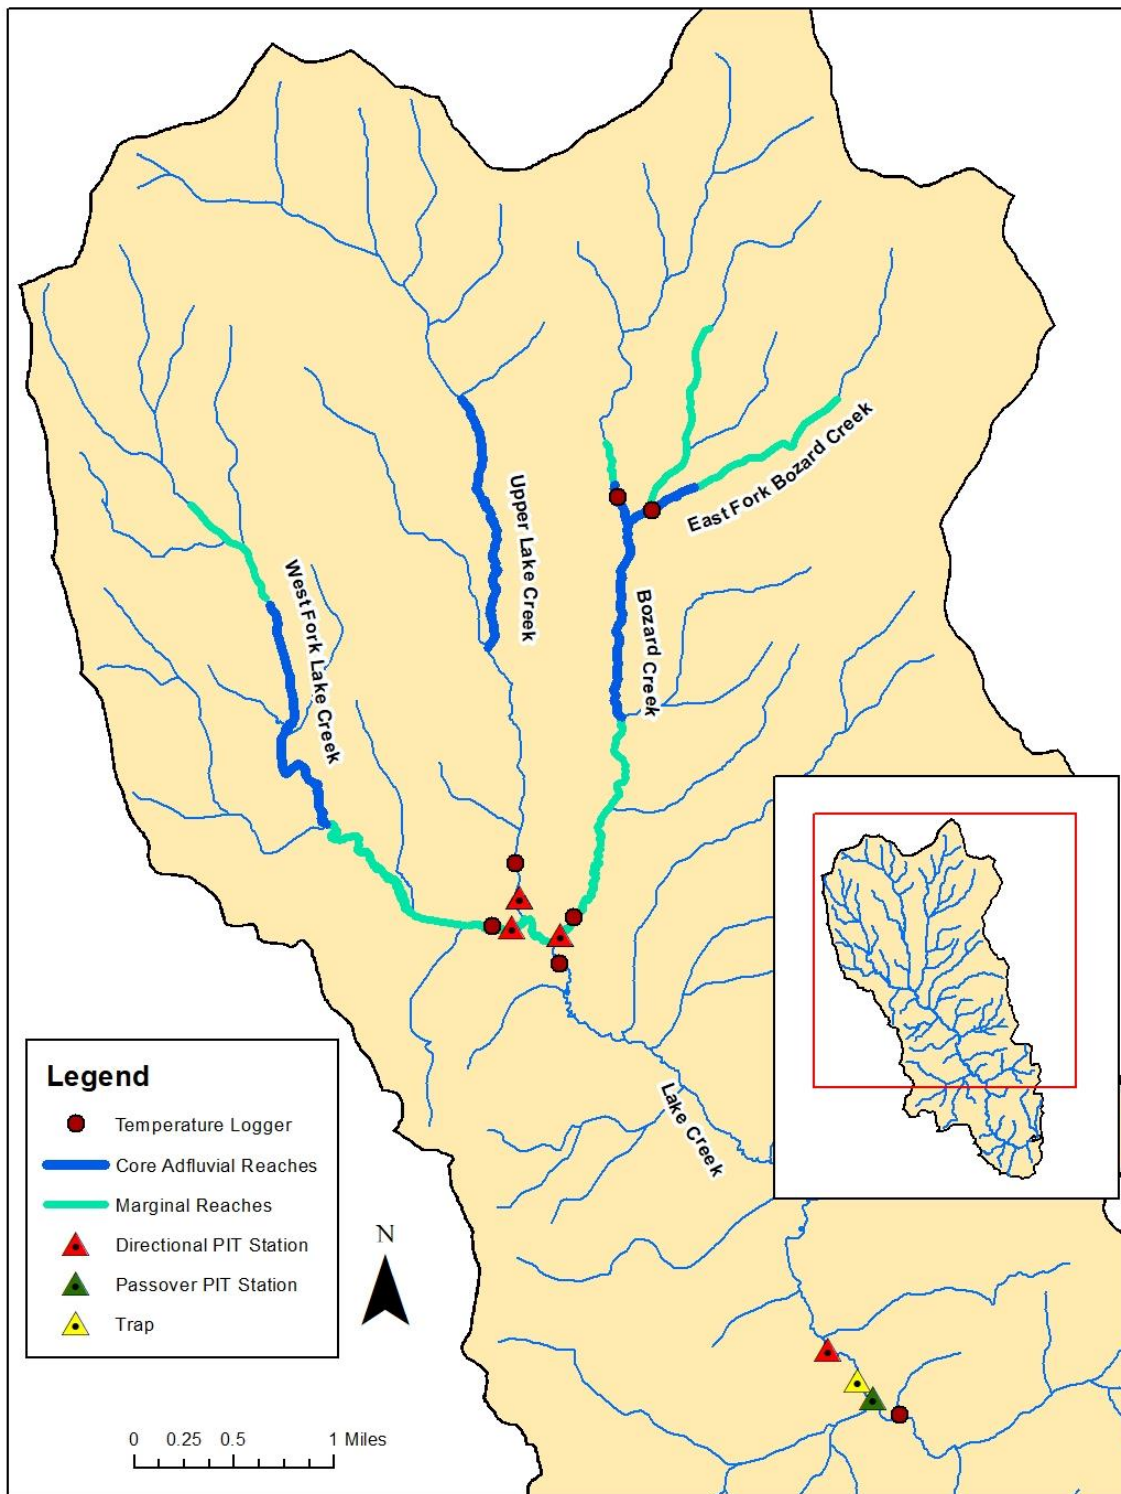 East Fork Bozard Creek
Upper Lake Creek
West Fork Lake Creek
Bozard Creek
Lake Creek
Legend
Temperature Logger
Core Adfluvial Reaches
Marginal Reaches
Directional PIT Station
Passover PIT Station
Trap
N
0 0.25 0.5 1 Miles